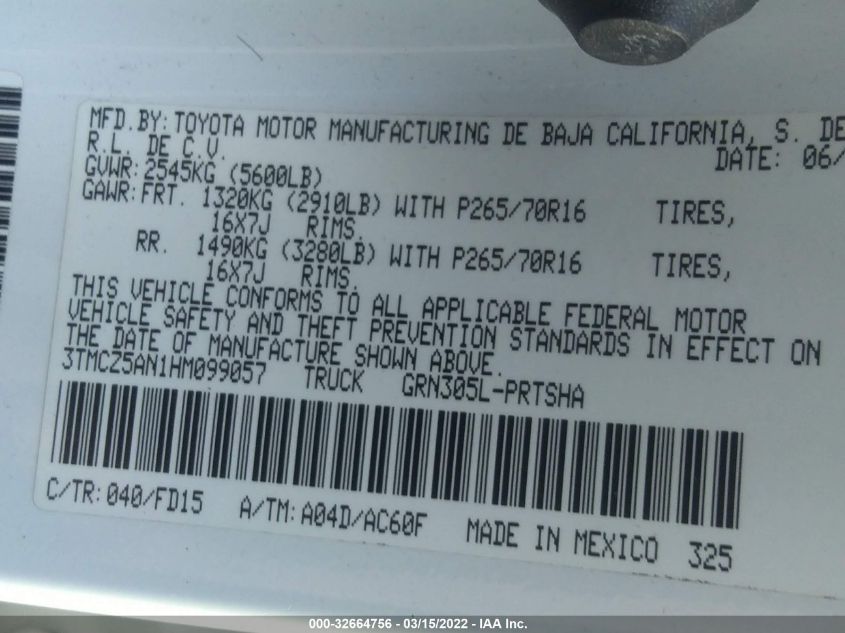 MFD.BY:TOYOTA MOTOR MANUFACTURING DE BAJA CALIFORNIA, S. DE
R.L. DE C.V. DATE: 06/
GVWR:2545KG (5600LB)
GAWR:FRT. 1320KG (2910LB) WITH P265/70R16 TIRES,
16X7J RIMS.
RR. 1490KG (3280LB) WITH P265/70R16 TIRES,
16X7J RIMS.
THIS VEHICLE CONFORMS TO ALL APPLICABLE FEDERAL MOTOR
VEHICLE SAFETY AND THEFT PREVENTION STANDARDS IN EFFECT ON
THE DATE OF MANUFACTURE SHOWN ABOVE.
3TMCZ5AN1HM099057 TRUCK GRN305L-PRTSHA
C/TR:040/FD15 A/TM:A04D/AC60F MADE IN MEXICO 325
000-32664756 - 03/15/2022 - IAA Inc.